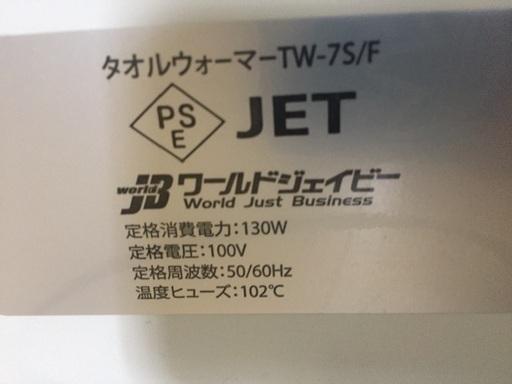 タオルウォーマーTW-7S/F
PS
E
JET
world
JB
ワールドジェイビー
World Just Business
定格消費電力:130W
定格電圧:100V
定格周波数:50/60Hz
温度ヒューズ:102℃